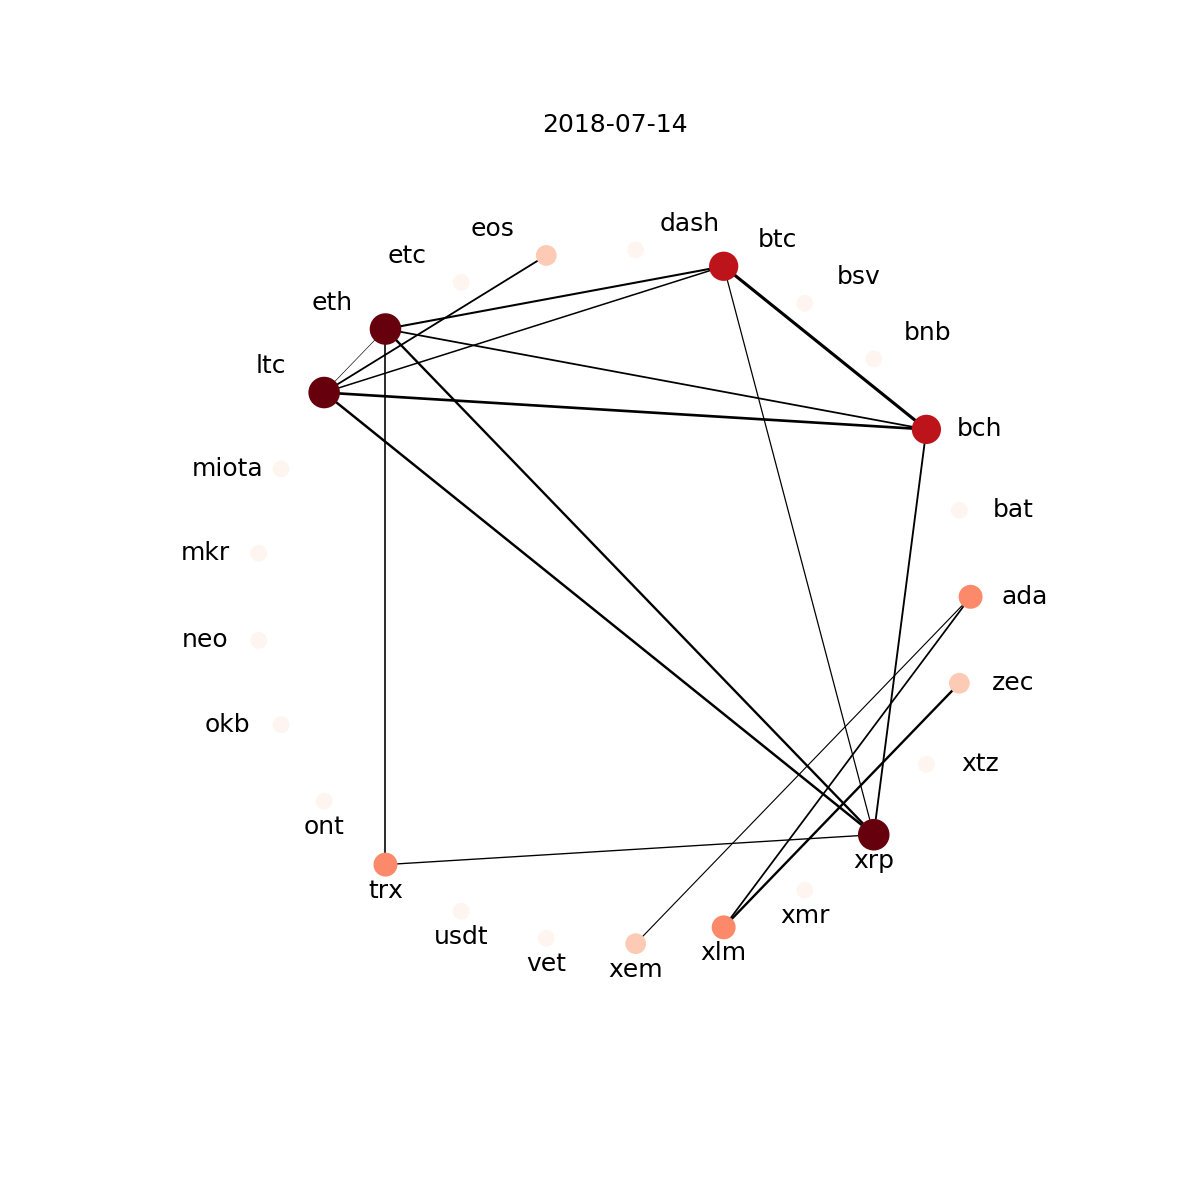 2018-07-14
dash
eos
btc
etc
bsv
eth
bnb
ltc
bch
miota
bat
mkr
ada
neo
zec
okb
xtz
ont
xrp
trx
xmr
usdt
xlm
vet
xem